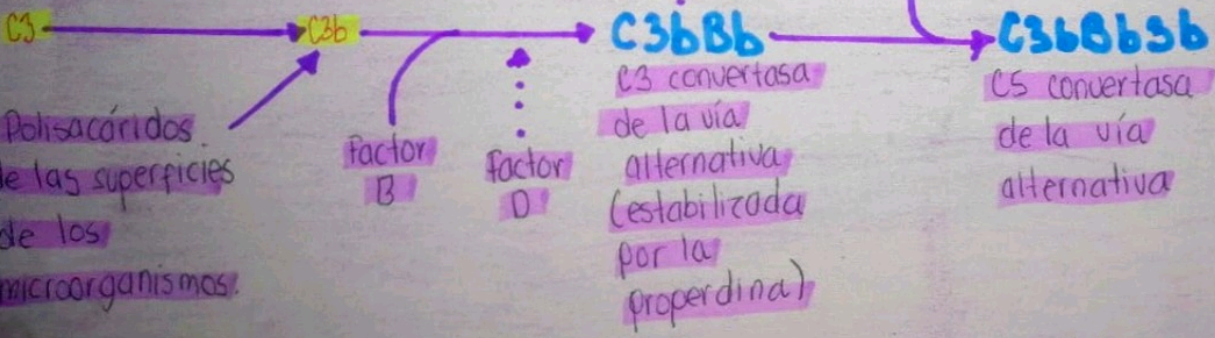 C3 C3b C3bBb C3bBb3b
Polisacáridos
de las superficies
de los
microorganismos.
Factor
B
factor
D
C3 convertasa
de la vía
alternativa
(estabilizada
por la
properdina)
C5 convertasa
de la vía
alternativa